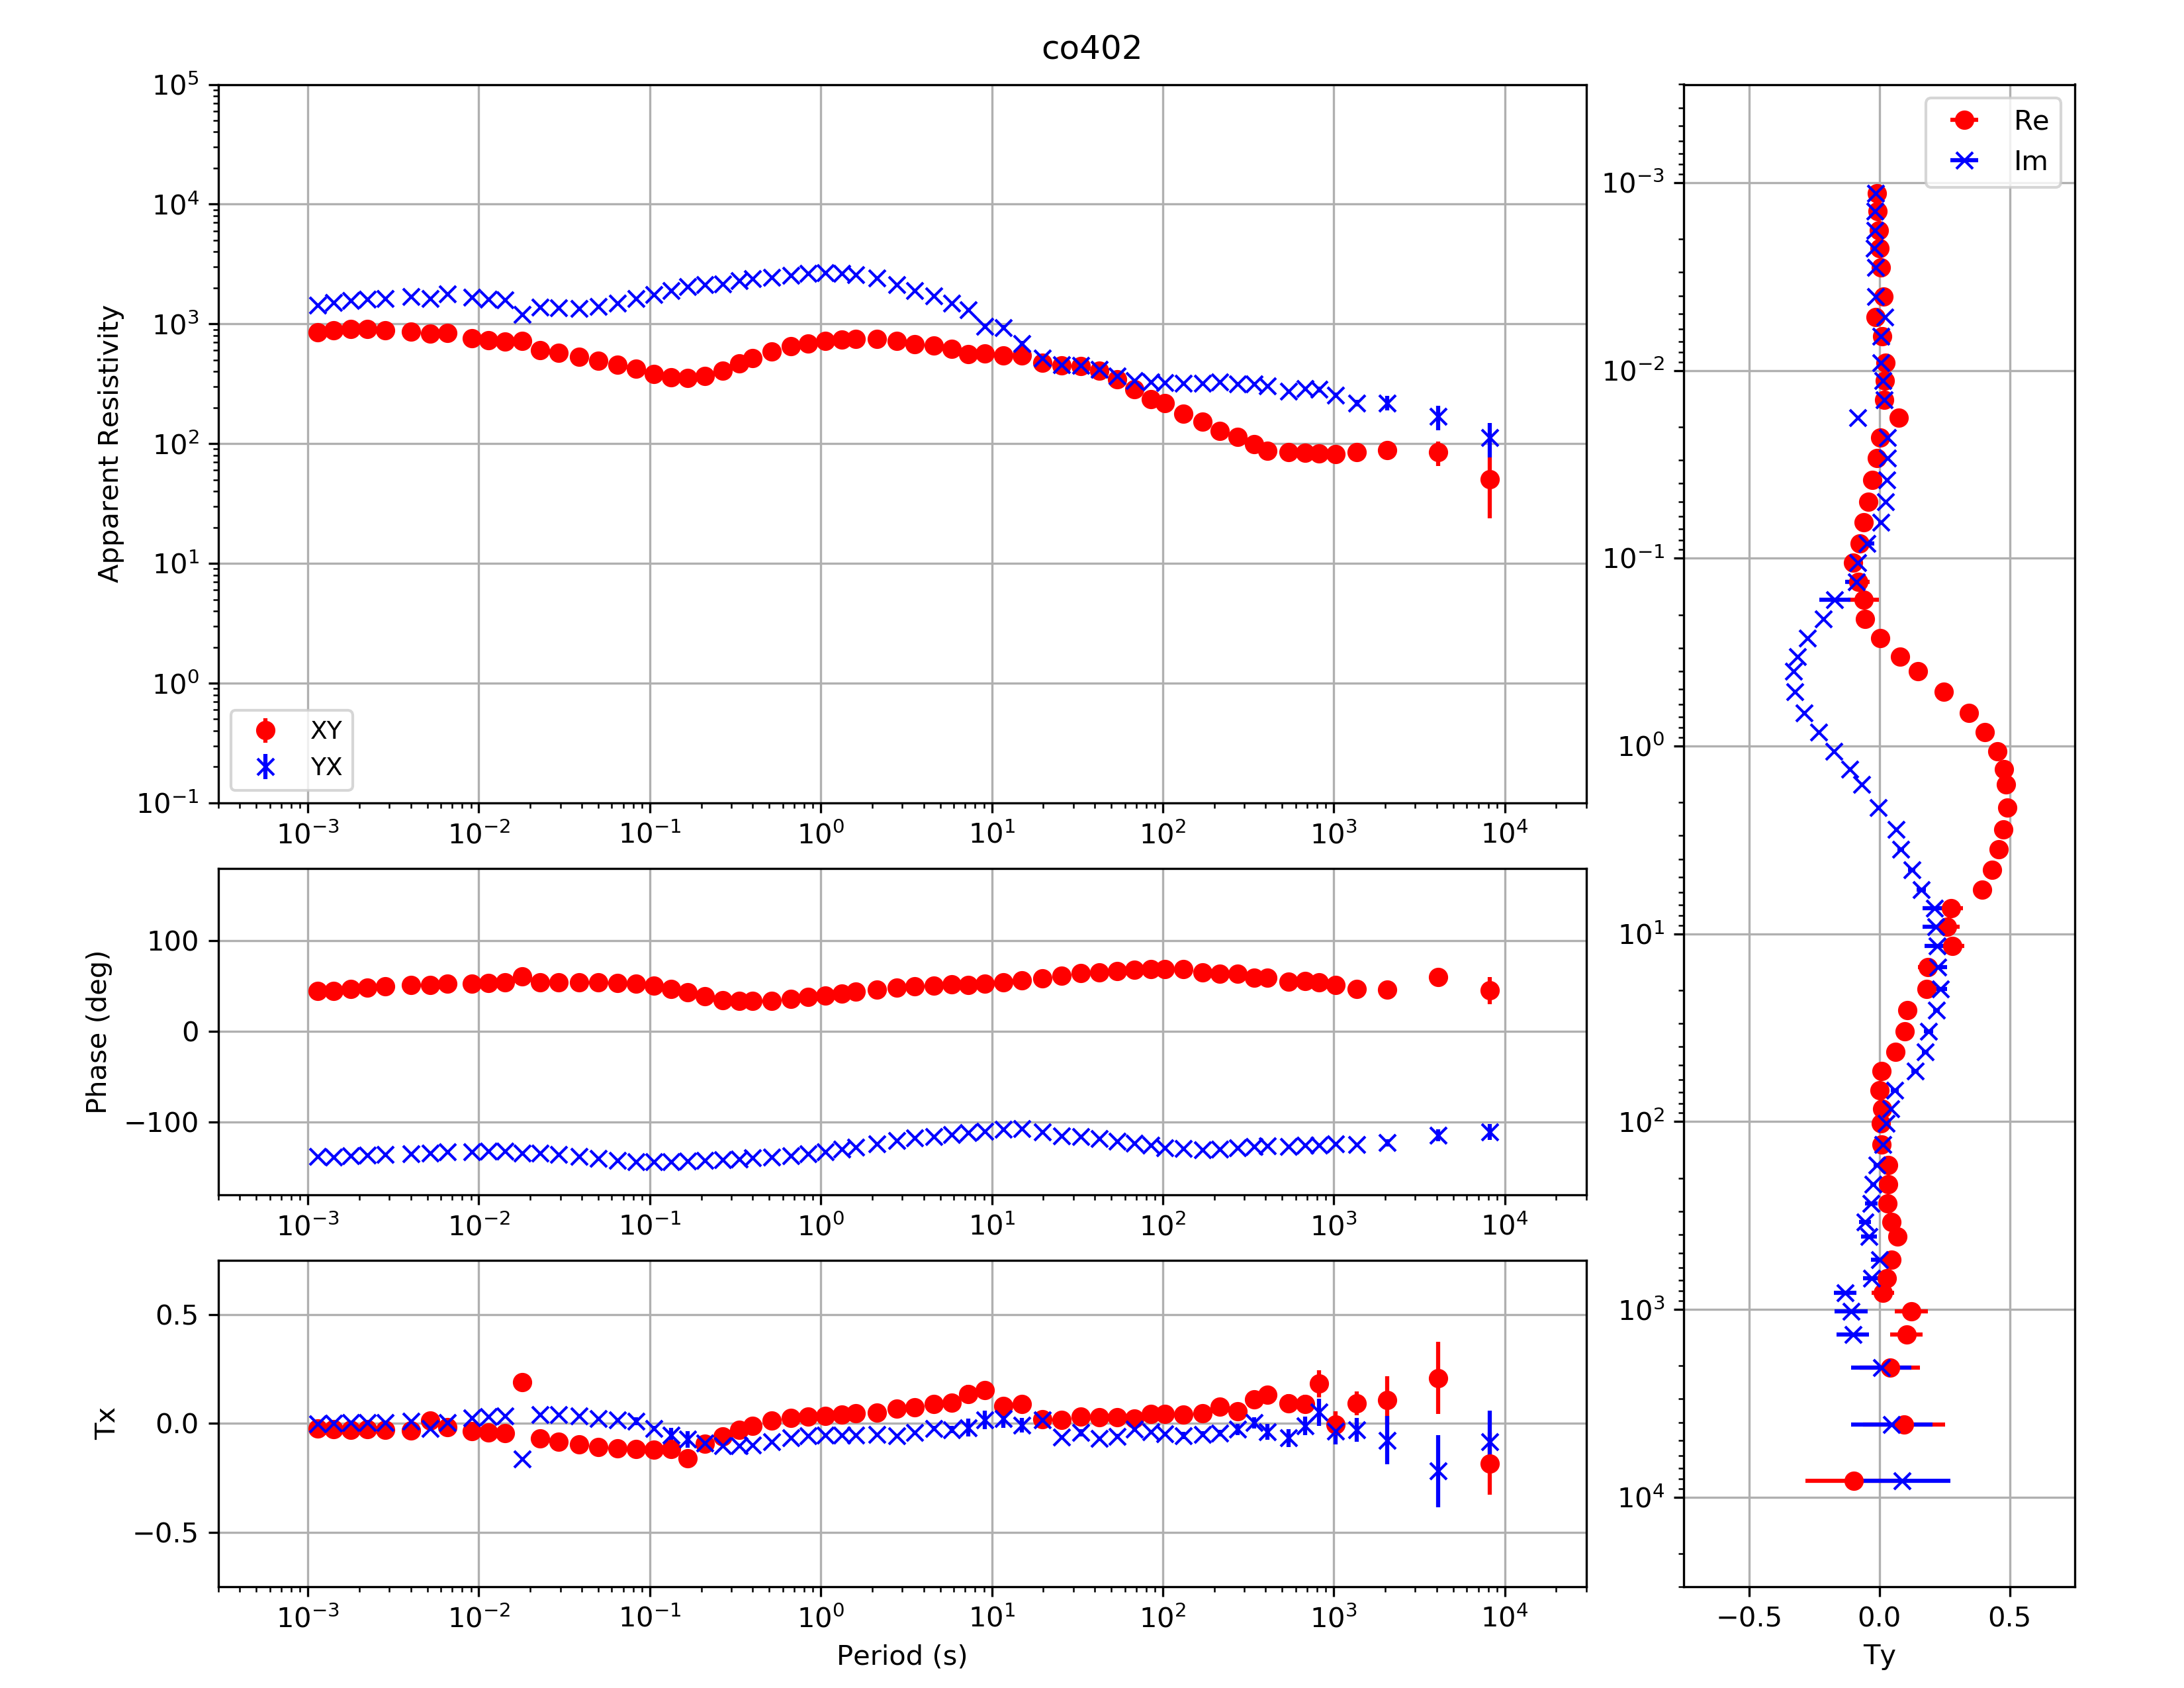 co402
Apparent Resistivity
10^5
10^4
10^3
10^2
10^1
10^0
10^−1
XY
YX
10^−3 10^−2 10^−1 10^0 10^1 10^2 10^3 10^4
Phase (deg)
100
0
−100
10^−3 10^−2 10^−1 10^0 10^1 10^2 10^3 10^4
Tx
0.5
0.0
−0.5
10^−3 10^−2 10^−1 10^0 10^1 10^2 10^3 10^4
Period (s)
Re
Im
10^−3
10^−2
10^−1
10^0
10^1
10^2
10^3
10^4
−0.5 0.0 0.5
Ty